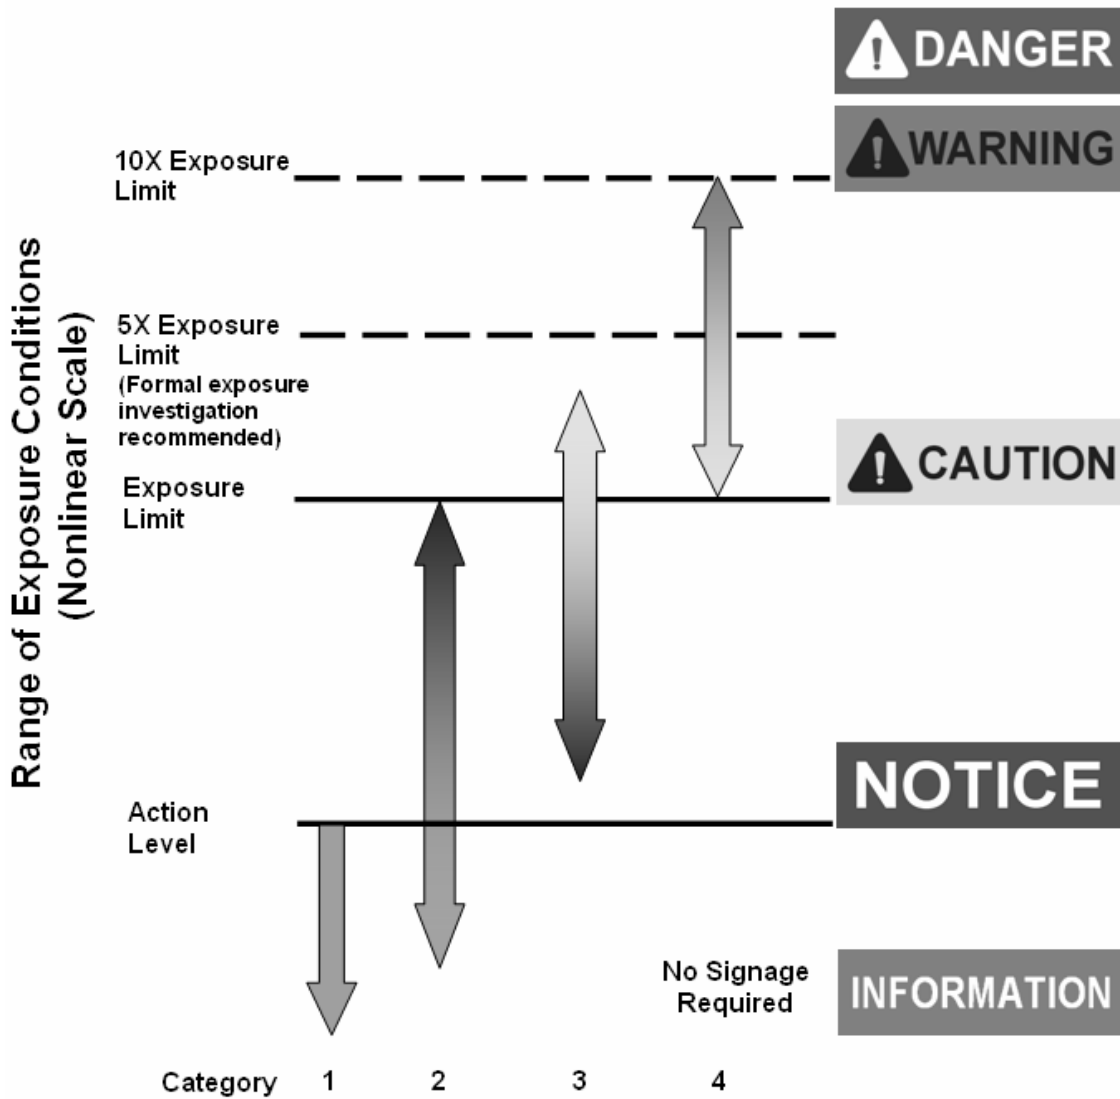 DANGER
WARNING
10X Exposure
Limit
5X Exposure
Limit
(Formal exposure
investigation
recommended)
CAUTION
Exposure
Limit
Range of Exposure Conditions
(Nonlinear Scale)
NOTICE
Action
Level
No Signage
Required
INFORMATION
Category 1 2 3 4